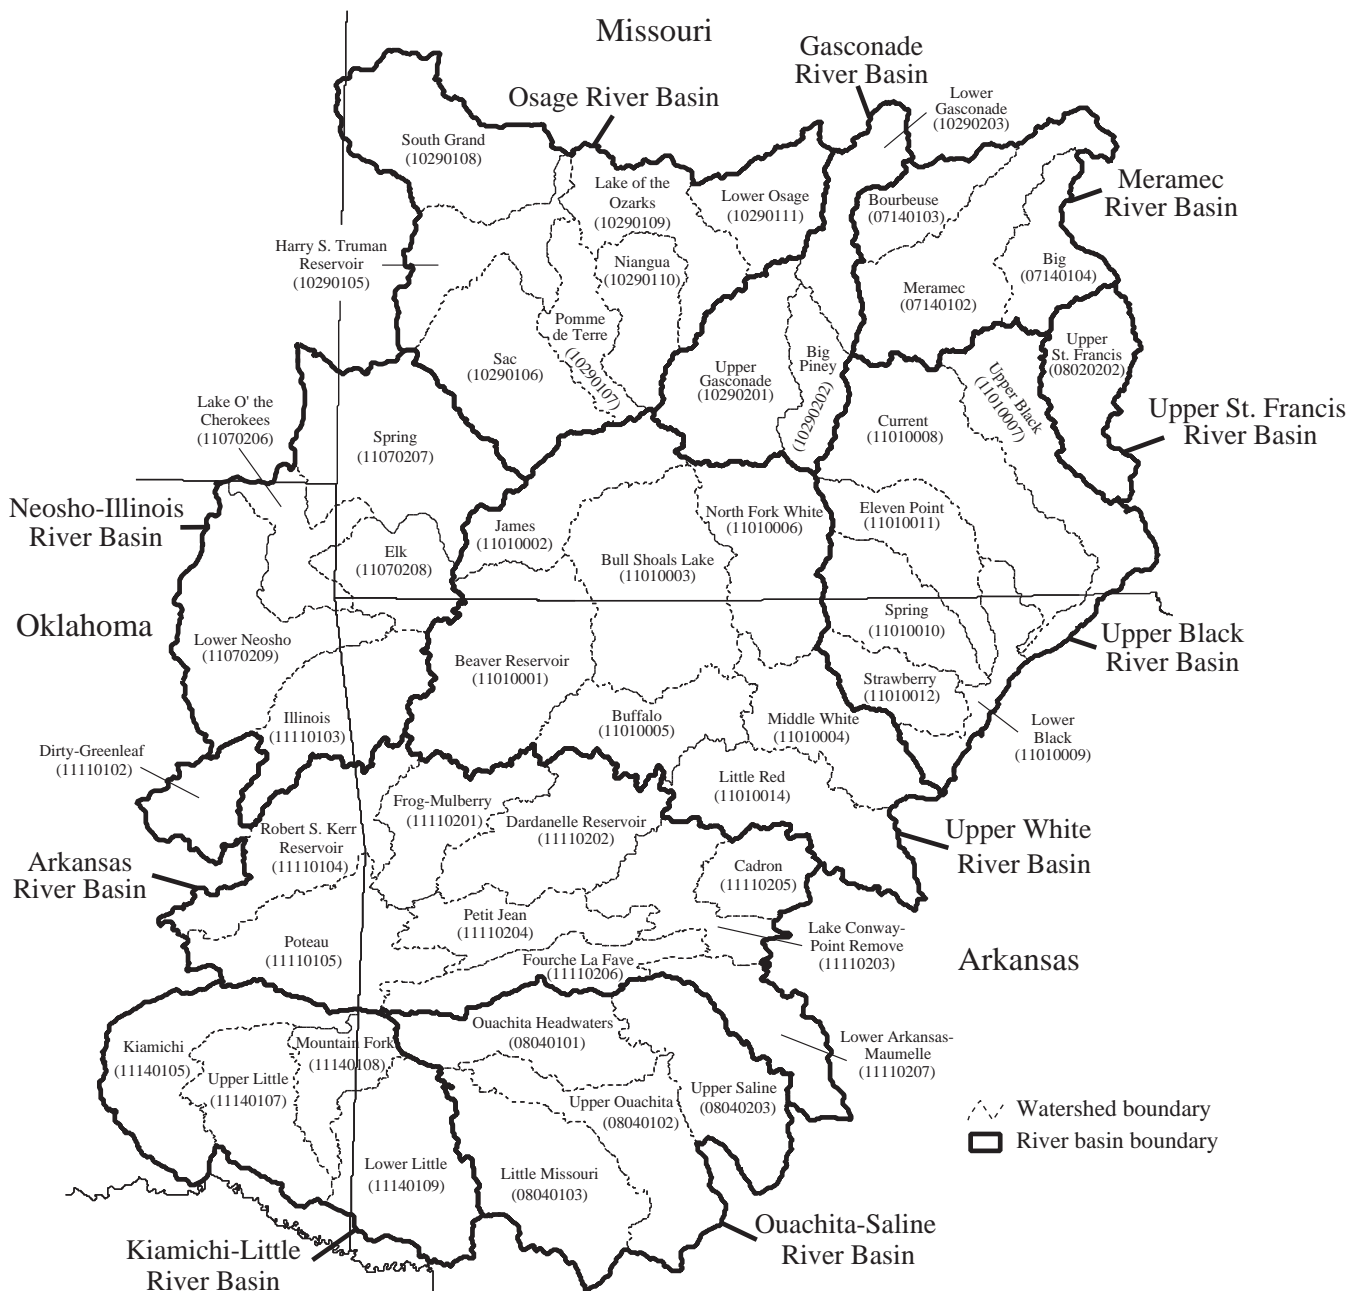 Missouri
Gasconade
River Basin
Osage River Basin
Lower
Gasconade
(10290203)
South Grand
(10290108)
Lake of the
Ozarks
(10290109)
Lower Osage
(10290111)
Bourbeuse
(07140103)
Meramec
River Basin
Harry S. Truman
Reservoir
(10290105)
Niangua
(10290110)
Big
(07140104)
Meramec
(07140102)
Pomme
de Terre
(10290107)
Sac
(10290106)
Upper
Gasconade
(10290201)
Big
Piney
(10290202)
Upper
St. Francis
(08020202)
Upper Black
(11010007)
Lake O' the
Cherokees
(11070206)
Spring
(11070207)
Current
(11010008)
Upper St. Francis
River Basin
Neosho-Illinois
River Basin
James
(11010002)
North Fork White
(11010006)
Eleven Point
(11010011)
Elk
(11070208)
Bull Shoals Lake
(11010003)
Oklahoma
Lower Neosho
(11070209)
Spring
(11010010)
Upper Black
River Basin
Beaver Reservoir
(11010001)
Strawberry
(11010012)
Illinois
(11110103)
Buffalo
(11010005)
Middle White
(11010004)
Lower
Black
(11010009)
Dirty-Greenleaf
(11110102)
Little Red
(11010014)
Frog-Mulberry
(11110201)
Dardanelle Reservoir
(11110202)
Robert S. Kerr
Reservoir
(11110104)
Upper White
River Basin
Arkansas
River Basin
Cadron
(11110205)
Petit Jean
(11110204)
Lake Conway-
Point Remove
(11110203)
Poteau
(11110105)
Fourche La Fave
(11110206)
Arkansas
Ouachita Headwaters
(08040101)
Kiamichi
(11140105)
Mountain Fork
(11140108)
Lower Arkansas-
Maumelle
(11110207)
Upper Little
(11140107)
Upper Saline
(08040203)
Upper Ouachita
(08040102)
Watershed boundary
River basin boundary
Lower Little
(11140109)
Little Missouri
(08040103)
Ouachita-Saline
River Basin
Kiamichi-Little
River Basin